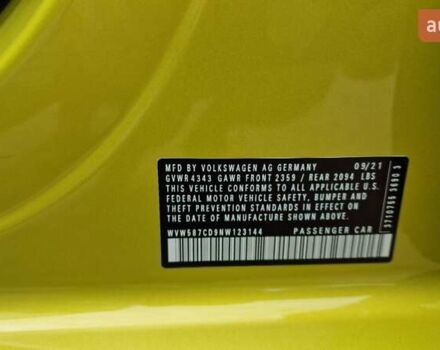 au
MFD BY VOLKSWAGEN AG GERMANY 09/21
GVWR 4343 GAWR FRONT 2359 / REAR 2094 LBS
THIS VEHICLE CONFORMS TO ALL APPLICABLE U.S.
FEDERAL MOTOR VEHICLE SAFETY, BUMPER AND
THEFT PREVENTION STANDARDS IN EFFECT
ON THE DATE OF MANUFACTURE SHOWN ABOVE
WVW587CD9NW123144 PASSENGER CAR